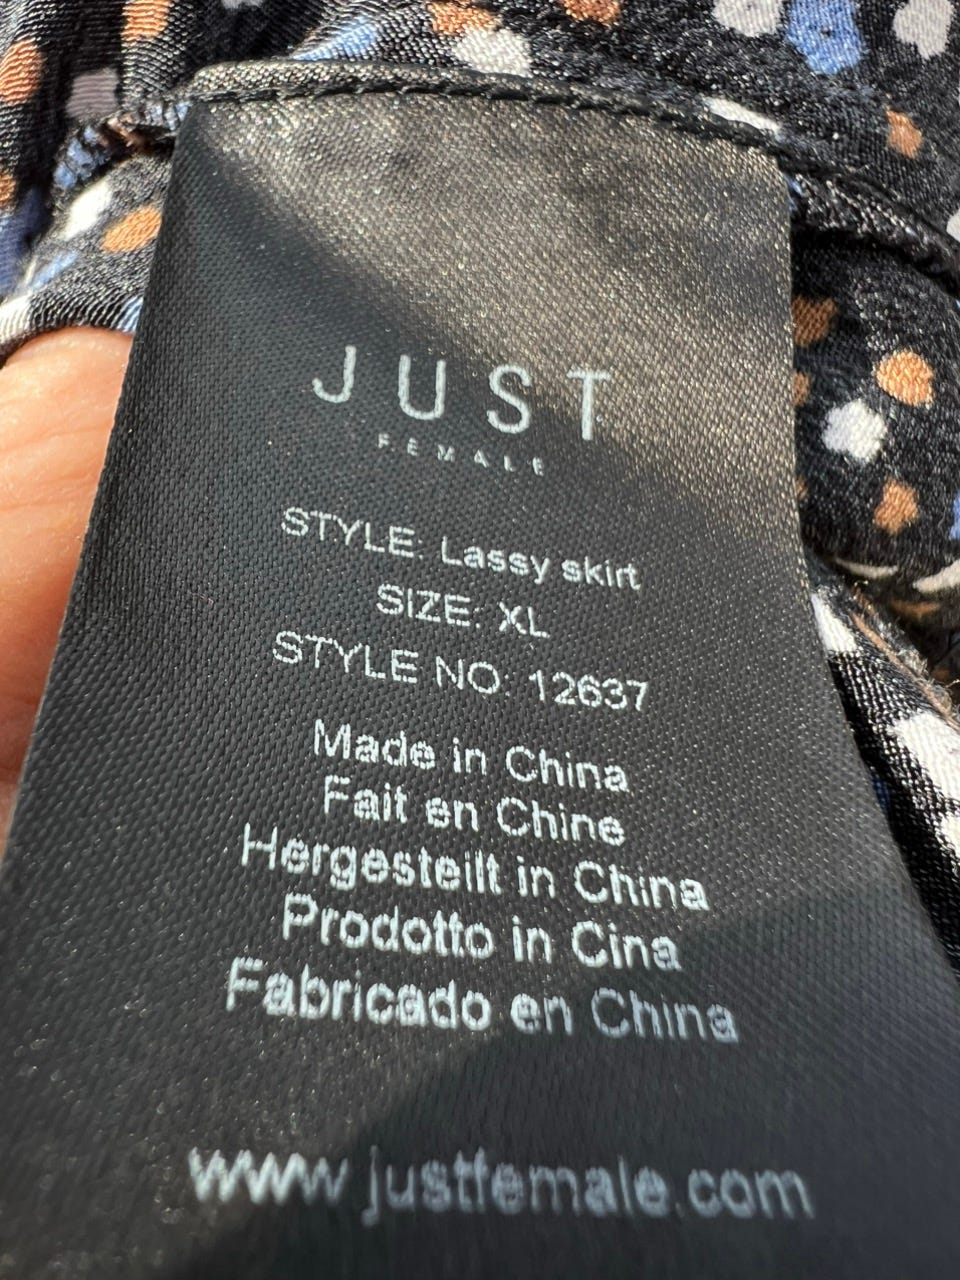 JUST
FEMALE
STYLE: Lassy skirt
SIZE: XL
STYLE NO: 12637
Made in China
Fait en Chine
Hergesteilt in China
Prodotto in Cina
Fabricado en China
www.justfemale.com